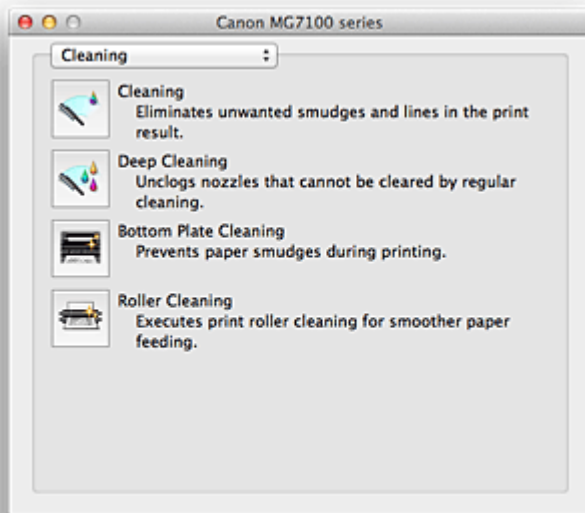 Canon MG7100 series
Cleaning
Cleaning
Eliminates unwanted smudges and lines in the print
result.
Deep Cleaning
Unclogs nozzles that cannot be cleared by regular
cleaning.
Bottom Plate Cleaning
Prevents paper smudges during printing.
Roller Cleaning
Executes print roller cleaning for smoother paper
feeding.